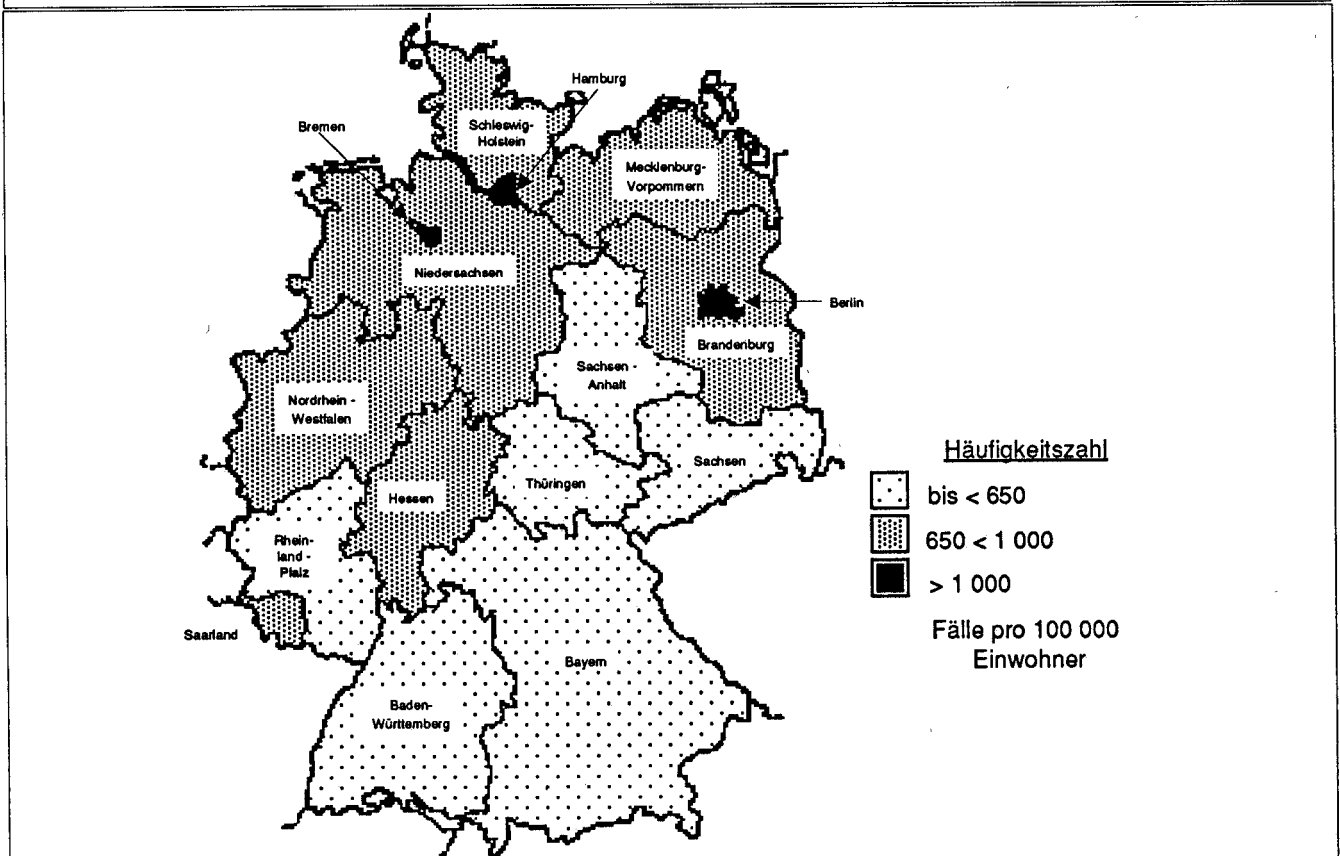 Hamburg
Bremen
Schleswig-
Holstein
Mecklenburg-
Vorpommern
Niedersachsen
Berlin
Brandenburg
Sachsen -
Anhalt
Nordrhein -
Westfalen
Sachsen
Thüringen
Hessen
Rhein-
land -
Pfalz
Saarland
Bayern
Baden-
Württemberg
Häufigkeitszahl
bis < 650
650 < 1 000
> 1 000
Fälle pro 100 000
Einwohner